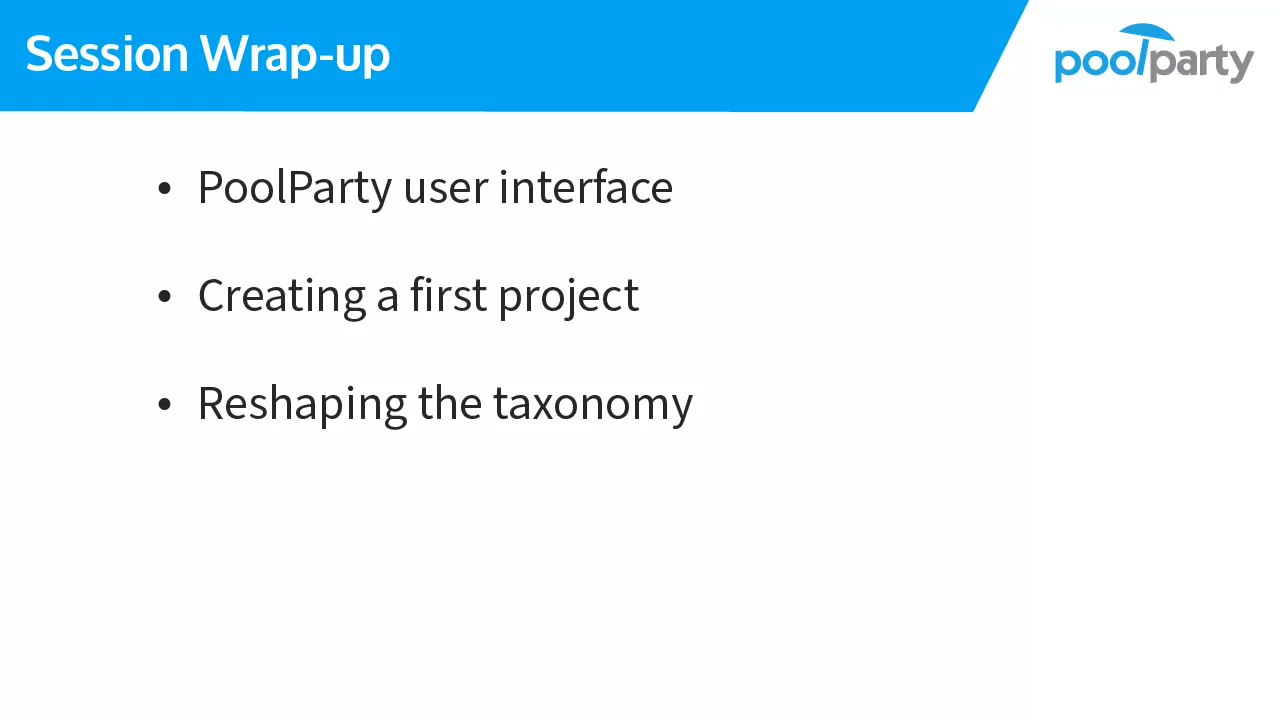 Session Wrap-up
poolparty
• PoolParty user interface
• Creating a first project
• Reshaping the taxonomy